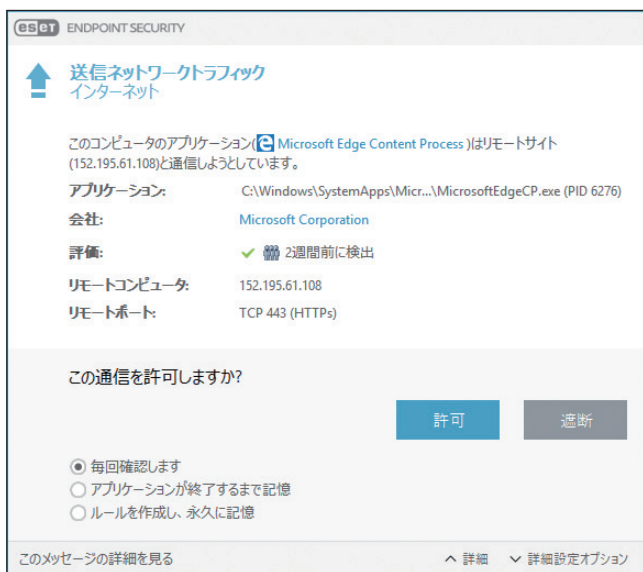 eset ENDPOINT SECURITY
送信ネットワークトラフィック
インターネット
このコンピュータのアプリケーション( Microsoft Edge Content Process )はリモートサイト
(152.195.61.108)と通信しようとしています。
アプリケーション: C:\Windows\SystemApps\Micr...\MicrosoftEdgeCP.exe (PID 6276)
会社: Microsoft Corporation
評価: 2週間前に検出
リモートコンピュータ: 152.195.61.108
リモートポート: TCP 443 (HTTPs)
この通信を許可しますか?
許可 遮断
毎回確認します
アプリケーションが終了するまで記憶
ルールを作成し、永久に記憶
このメッセージの詳細を見る 詳細 詳細設定オプション